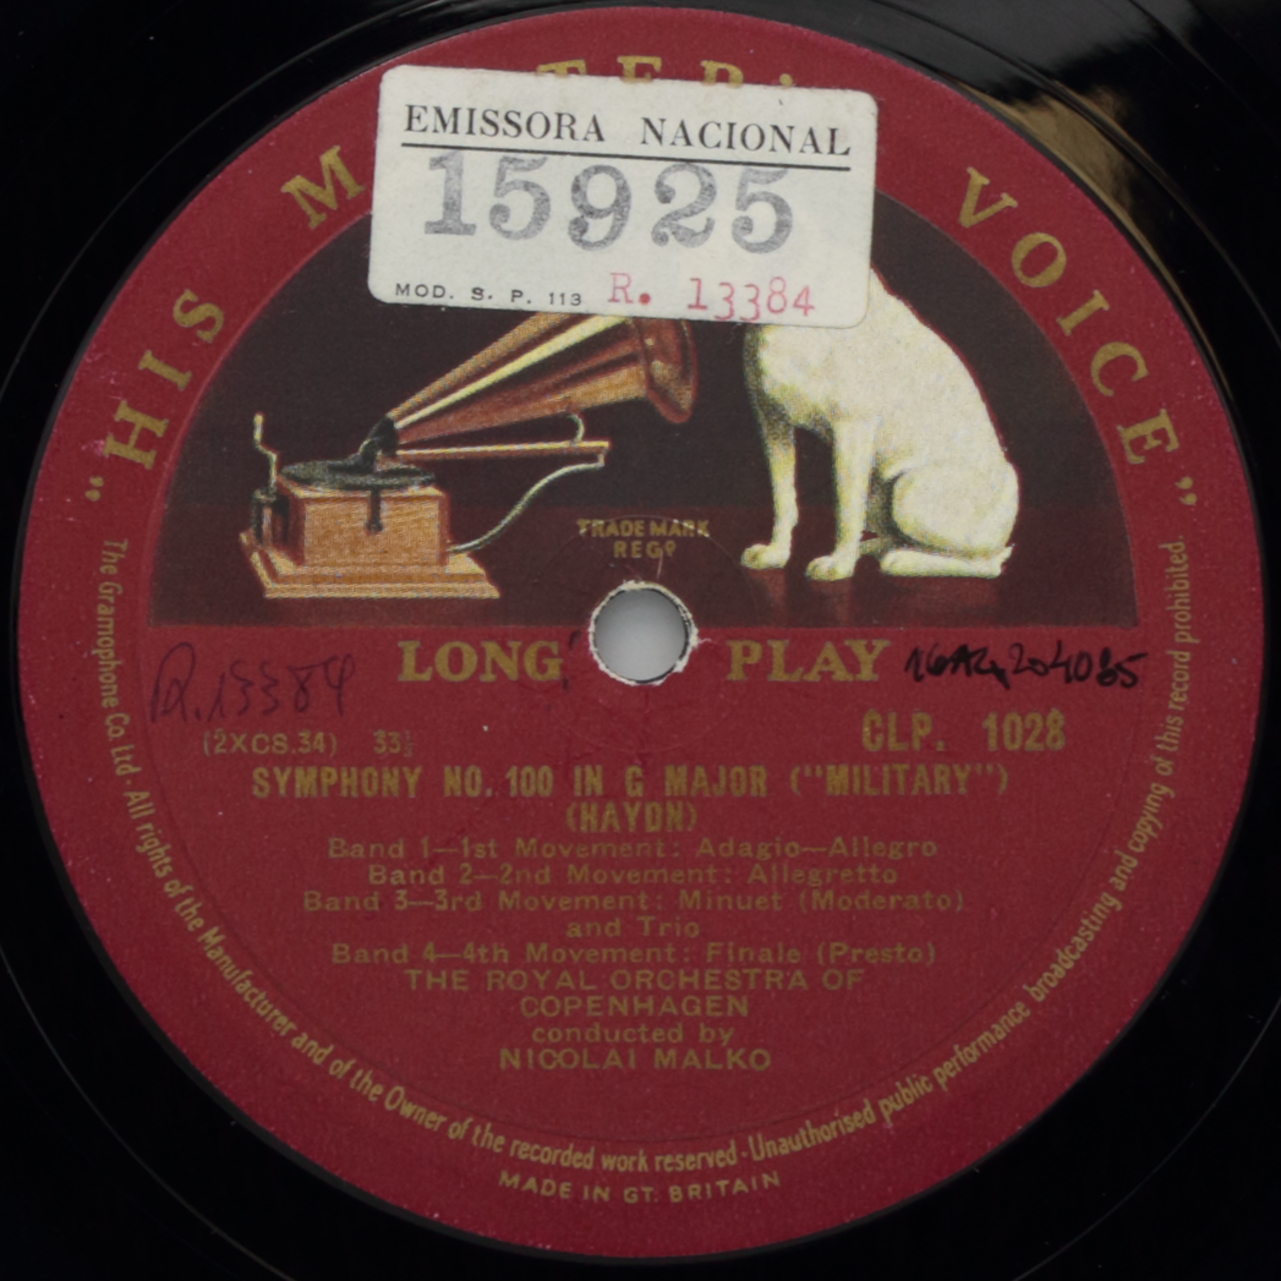 "HIS M TER'S VOICE"
EMISSORA NACIONAL
15925
MOD. S. P. 113 R. 13384
TRADE MARK
REGD
LONG PLAY
R.13384
(2XCS.34) 33⅓
CLP. 1028
SYMPHONY NO. 100 IN G MAJOR ("MILITARY")
(HAYDN)
Band 1—1st Movement: Adagio—Allegro
Band 2—2nd Movement: Allegretto
Band 3—3rd Movement: Minuet (Moderato)
and Trio
Band 4—4th Movement: Finale (Presto)
THE ROYAL ORCHESTRA OF
COPENHAGEN
conducted by
NICOLAI MALKO
The Gramophone Co. Ltd. All rights of the Manufacturer and of the Owner of the recorded work reserved-Unauthorised public performance broadcasting and copying of this record prohibited.
MADE IN GT. BRITAIN